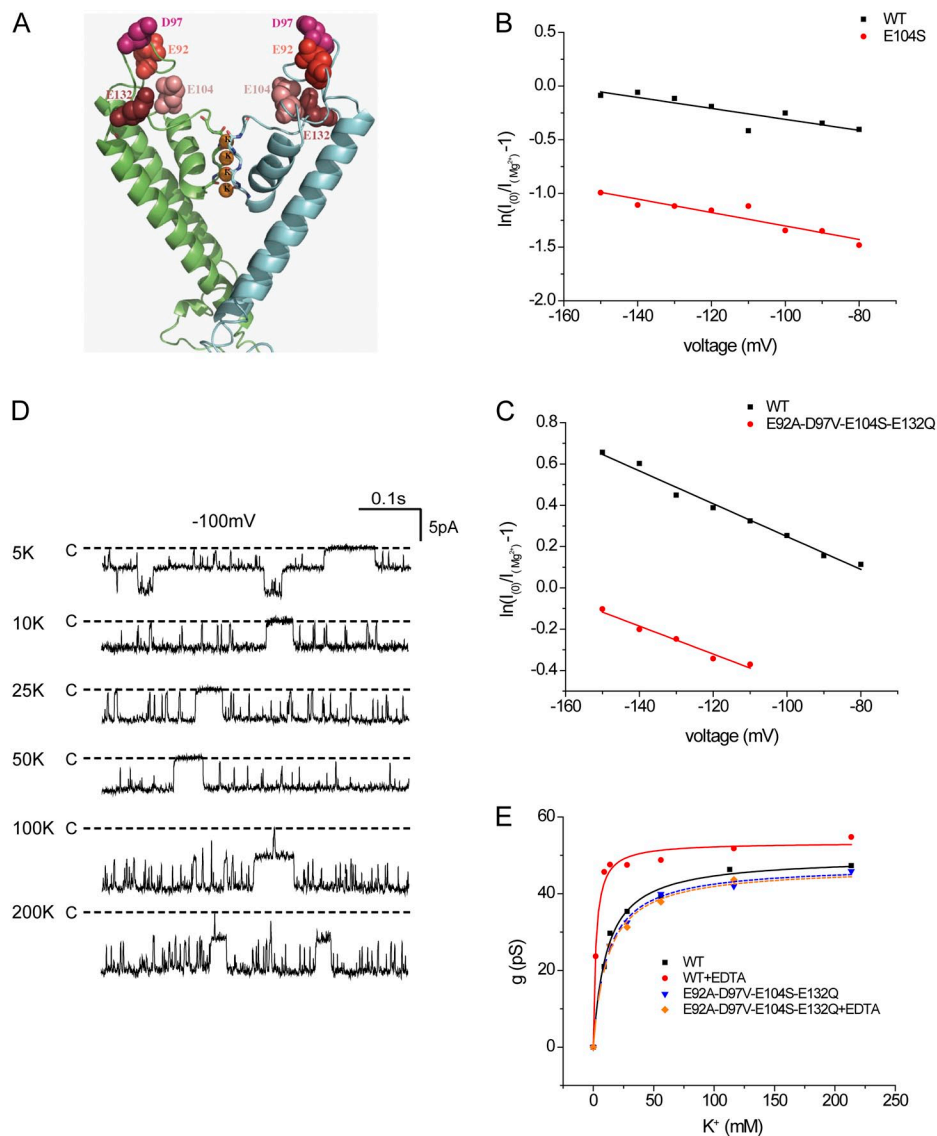 A
D97
D97
E92
E92
E132
E104
E104
E132
K
K
K
K
B
WT
E104S
0.0
-0.5
-1.0
-1.5
-2.0
ln(I(0)/I(Mg2+)-1)
-160
-140
-120
-100
-80
voltage (mV)
D
-100mV
0.1s
5pA
5K C
10K C
25K C
50K C
100K C
200K C
C
WT
E92A-D97V-E104S-E132Q
0.8
0.6
0.4
0.2
0.0
-0.2
-0.4
ln(I(0)/I(Mg2+)-1)
-160
-140
-120
-100
-80
voltage (mV)
E
60
40
20
0
g (pS)
WT
WT+EDTA
E92A-D97V-E104S-E132Q
E92A-D97V-E104S-E132Q+EDTA
0
50
100
150
200
250
K+ (mM)